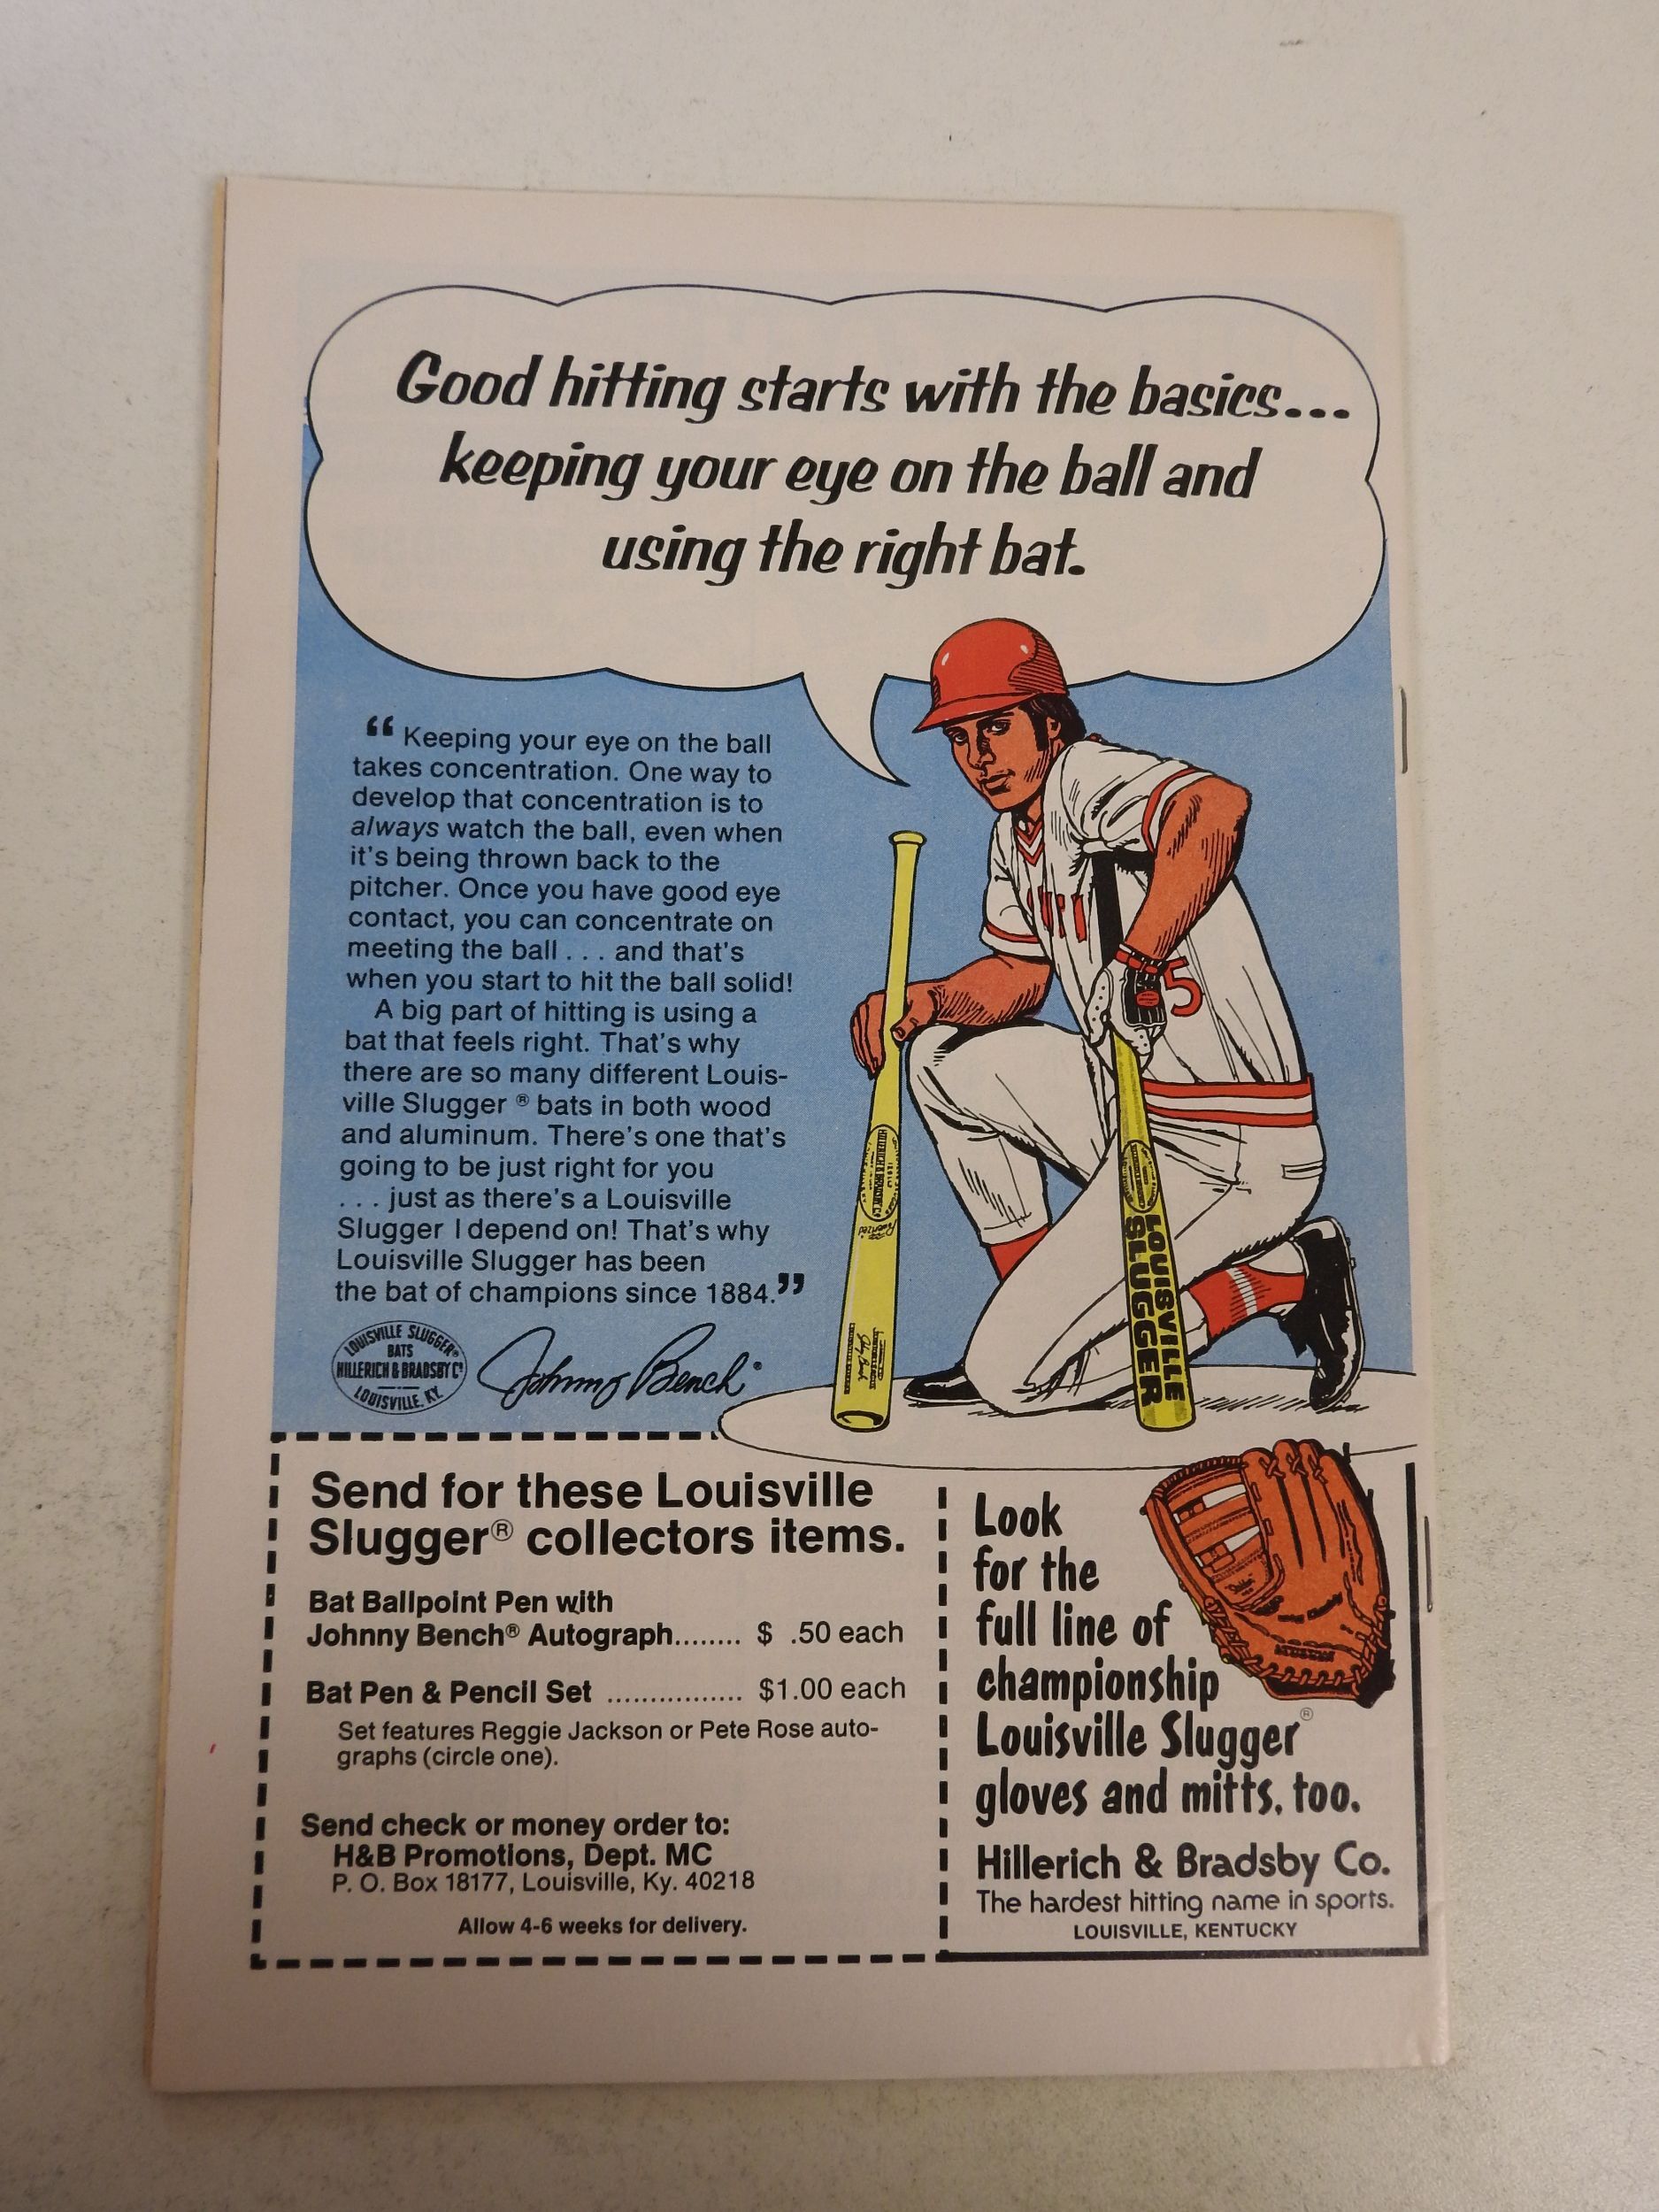 Good hitting starts with the basics...
keeping your eye on the ball and
using the right bat.
“ Keeping your eye on the ball
takes concentration. One way to
develop that concentration is to
always watch the ball, even when
it's being thrown back to the
pitcher. Once you have good eye
contact, you can concentrate on
meeting the ball . . . and that's
when you start to hit the ball solid!
A big part of hitting is using a
bat that feels right. That's why
there are so many different Louis-
ville Slugger ® bats in both wood
and aluminum. There's one that's
going to be just right for you
. . . just as there's a Louisville
Slugger I depend on! That's why
Louisville Slugger has been
the bat of champions since 1884.”
LOUISVILLE SLUGGER®
BATS
HILLERICH & BRADSBY Cº
LOUISVILLE, KY.
Johnny Bench®
5
HILLERICH & BRADSBY Cº
LOUISVILLE
SLUGGER
Send for these Louisville
Slugger® collectors items.
Bat Ballpoint Pen with
Johnny Bench® Autograph........ $ .50 each
Bat Pen & Pencil Set ................ $1.00 each
Set features Reggie Jackson or Pete Rose auto-
graphs (circle one).
Send check or money order to:
H&B Promotions, Dept. MC
P. O. Box 18177, Louisville, Ky. 40218
Allow 4-6 weeks for delivery.
Look
for the
full line of
championship
Louisville Slugger®
gloves and mitts, too.
Hillerich & Bradsby Co.
The hardest hitting name in sports.
LOUISVILLE, KENTUCKY